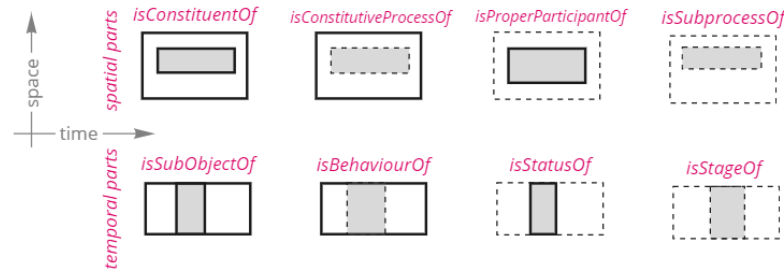 isConstituentOf isConstitutiveProcessOf isProperParticipantOf isSubprocessOf
spatial parts
space
time
isSubObjectOf isBehaviourOf isStatusOf isStageOf
temporal parts